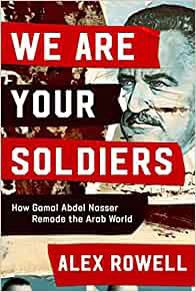 WE ARE
YOUR
SOLDIERS
How Gamal Abdel Nasser
Remade the Arab World
ALEX ROWELL